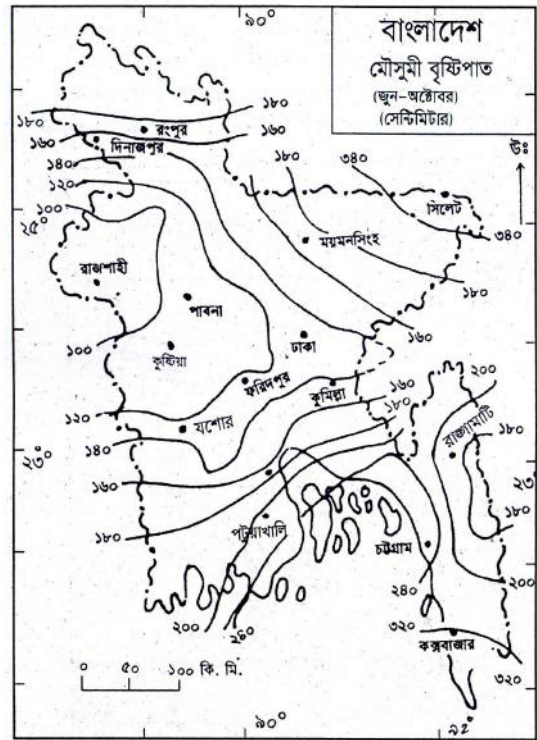 ৯০°
বাংলাদেশ
মৌসুমী বৃষ্টিপাত
(জুন-অক্টোবর)
(সেন্টিমিটার)
উঃ
১৮০
১৮০
রংপুর
১৬০
১৬০
দিনাজপুর
১৪০
১৮০
৩৪০
১২০
সিলেট
১০০
২৫°
ময়মনসিংহ
৩৪০
রাজশাহী
১৮০
পাবনা
১৬০
ঢাকা
১০০
কুষ্টিয়া
২০০
ফরিদপুর
কুমিল্লা
১৬০
১২০
১৮০
রাঙ্গামাটি
যশোর
১৮০
১৪০
২৩°
২৩°
১৬০
১৮০
পটুয়াখালি
১৮০
চট্টগ্রাম
২৪০
২০০
২০০
২৪০
৩২০
কক্সবাজার
০ ৫০ ১০০ কি. মি.
৩২০
৯০°
৯২°